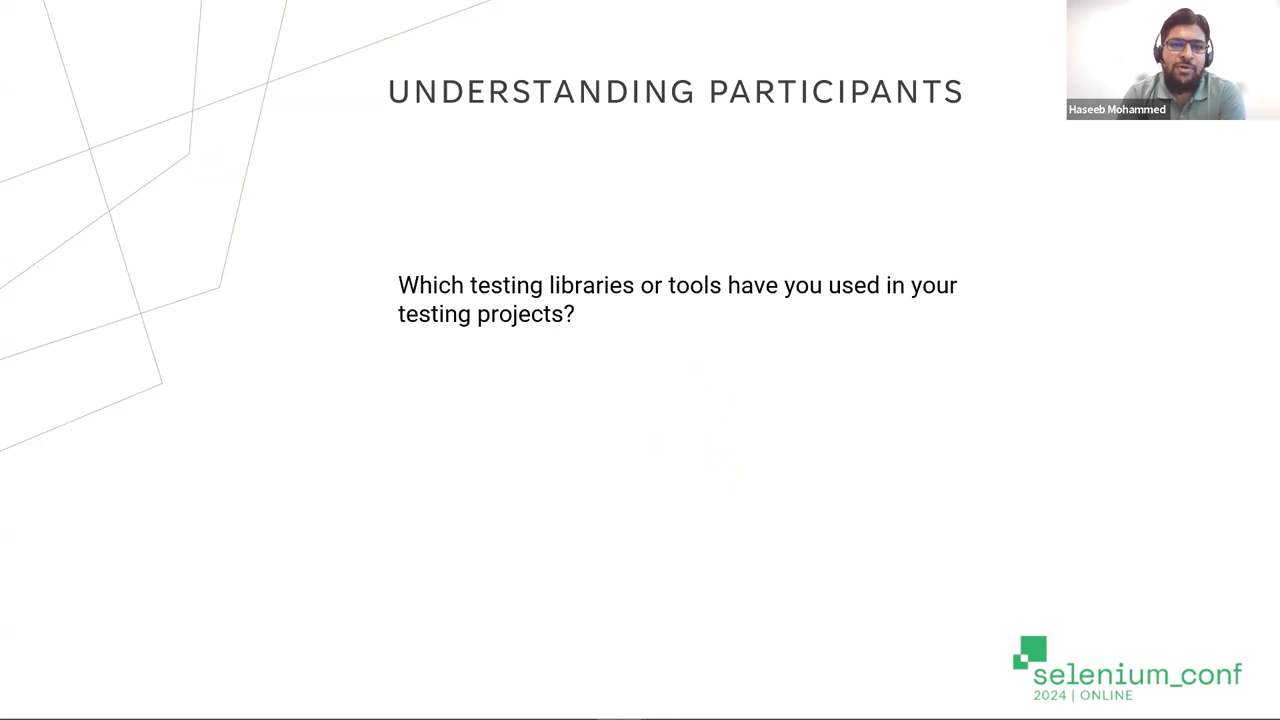 UNDERSTANDING PARTICIPANTS
Haseeb Mohammed
Which testing libraries or tools have you used in your
testing projects?
selenium_conf
2024 | ONLINE